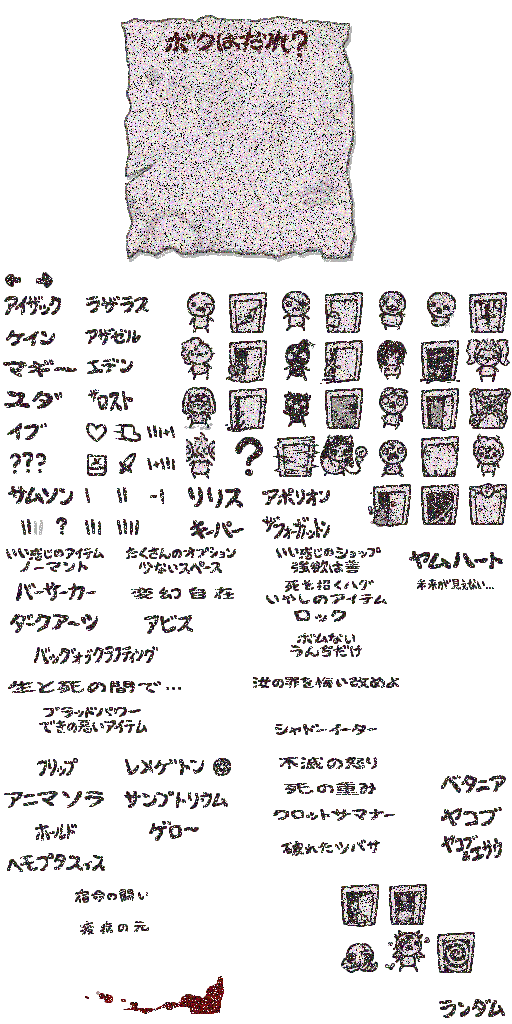 ボクはだれ?
アイザック ラザラス
ケイン アザゼル
マギー エデン
ユダ ザロスト
イブ
???
サムソン リリス アポリオン
? キーパー ザフォーガットン
いい感じのアイテム たくさんのオプション いい感じのショップ
ノーマント 少ないスペース 強欲は善 ヤムハート
死を招くハグ 未来が見えない...
バーサーカー 変幻自在 いやしのアイテム
ダークアーツ アビス ロック
ボムない
うんちだけ
バッグオブクラフティング
生と死の間で... 汝の罪を悔い改めよ
ブラッドパワー
できの悪いアイテム
シャドーイーター
フリップ レメゲトン 不滅の怒り
死の重み ベタニア
アニマソラ サンプトリウム
クロットサマナー ヤコブ
ホールド ゲロ〜
破れたツバサ ヤコブ
&エサウ
ヘモプタスィス
宿命の闘い
疫病の元
ランダム